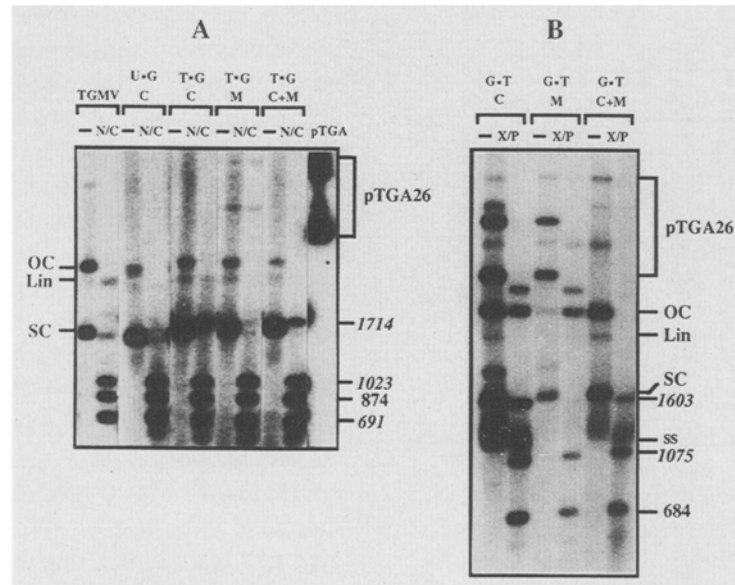 A
U•G T•G T•G T•G
TGMV C C M C+M
– N/C – N/C – N/C – N/C – N/C pTGA
pTGA26
OC
Lin
SC
1714
1023
874
691
B
G•T G•T G•T
C M C+M
– X/P – X/P – X/P
pTGA26
OC
Lin
SC
1603
ss
1075
684